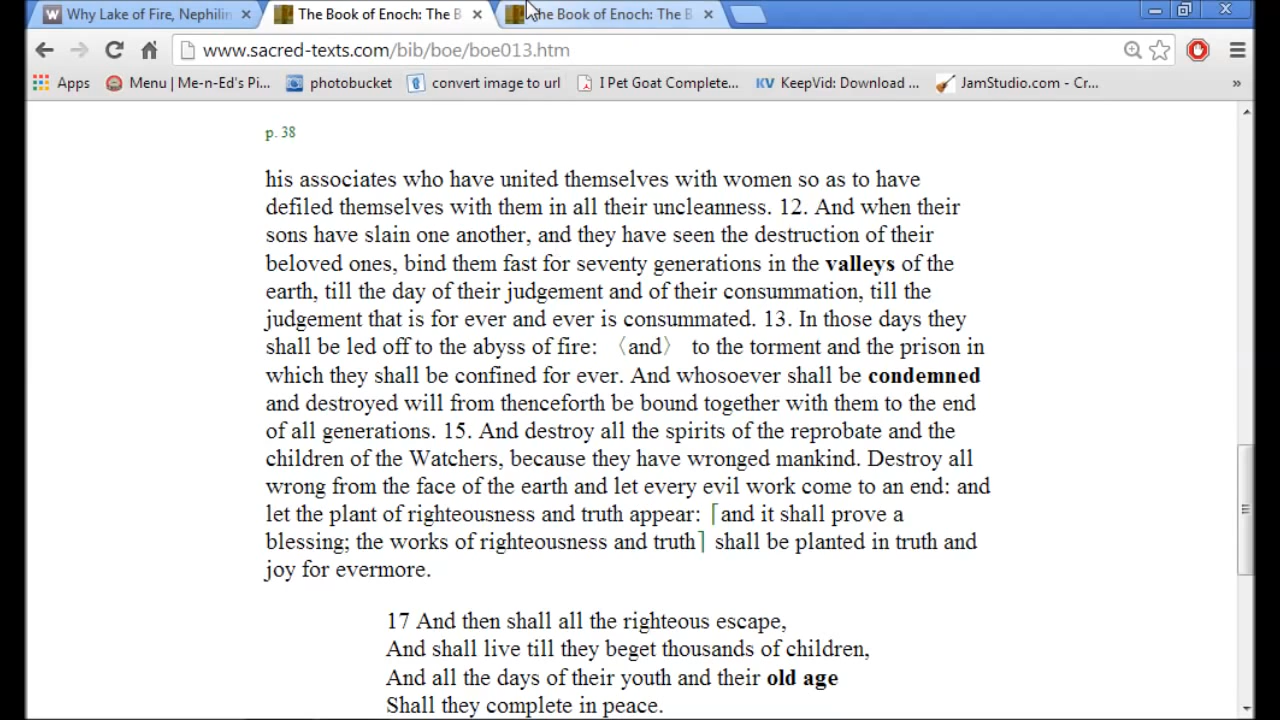 Why Lake of Fire, Nephilin
The Book of Enoch: The B
The Book of Enoch: The B
www.sacred-texts.com/bib/boe/boe013.htm
Apps Menu | Me-n-Ed's Pi... photobucket convert image to url I Pet Goat Complete... KV KeepVid: Download ... JamStudio.com - Cr... »
p. 38
his associates who have united themselves with women so as to have
defiled themselves with them in all their uncleanness. 12. And when their
sons have slain one another, and they have seen the destruction of their
beloved ones, bind them fast for seventy generations in the valleys of the
earth, till the day of their judgement and of their consummation, till the
judgement that is for ever and ever is consummated. 13. In those days they
shall be led off to the abyss of fire: 〈and〉 to the torment and the prison in
which they shall be confined for ever. And whosoever shall be condemned
and destroyed will from thenceforth be bound together with them to the end
of all generations. 15. And destroy all the spirits of the reprobate and the
children of the Watchers, because they have wronged mankind. Destroy all
wrong from the face of the earth and let every evil work come to an end: and
let the plant of righteousness and truth appear: ⌈and it shall prove a
blessing; the works of righteousness and truth⌉ shall be planted in truth and
joy for evermore.
17 And then shall all the righteous escape,
And shall live till they beget thousands of children,
And all the days of their youth and their old age
Shall they complete in peace.